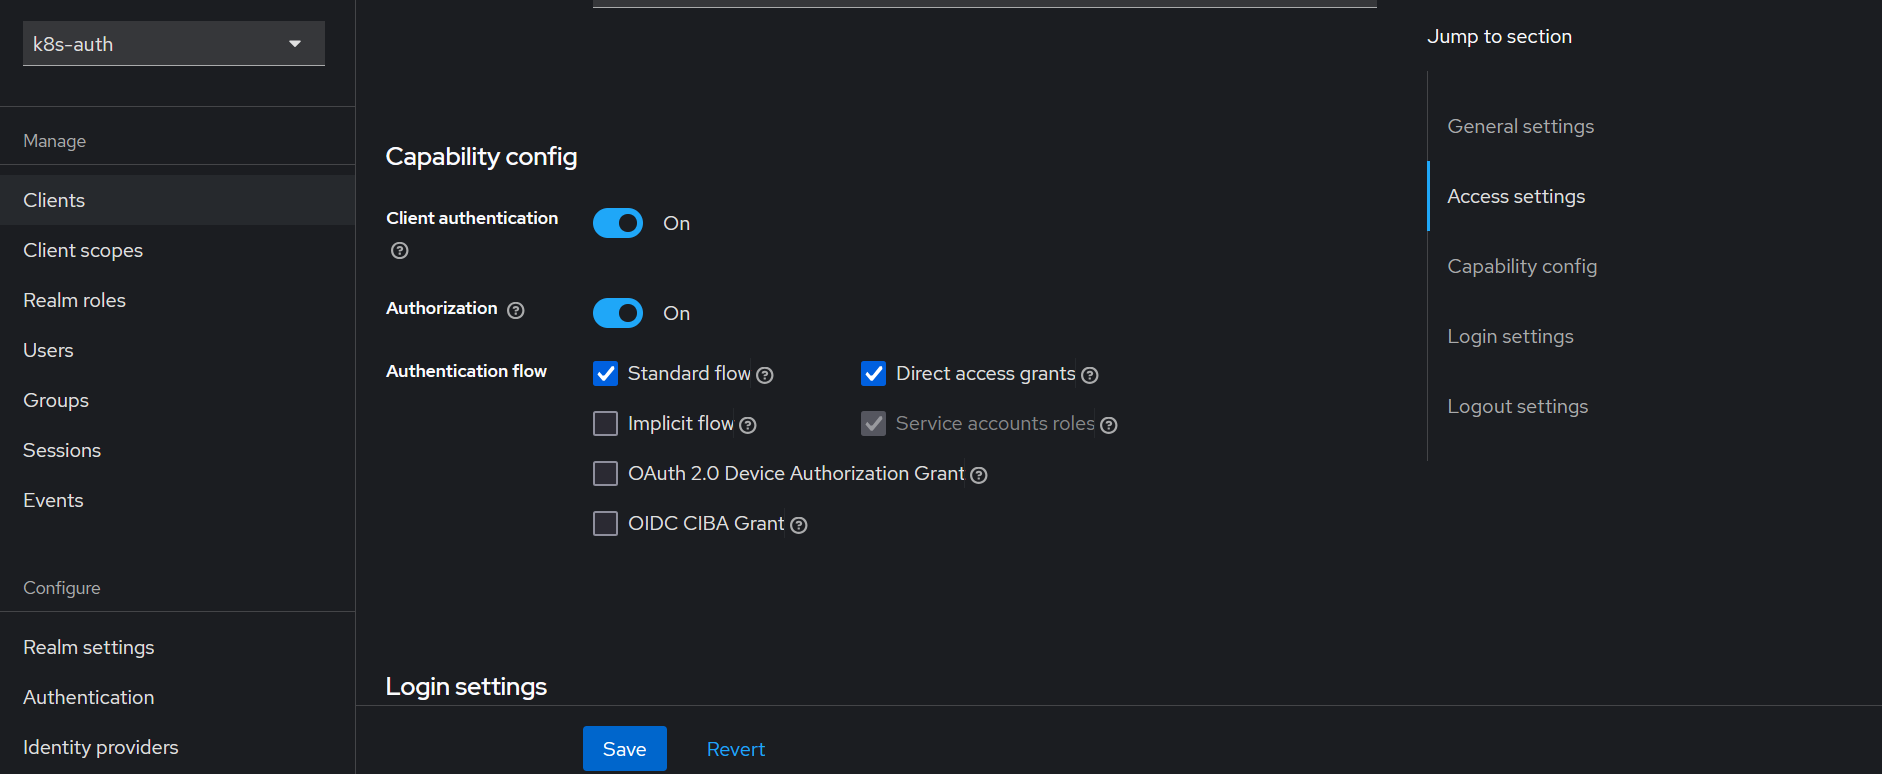 k8s-auth
Manage
Clients
Client scopes
Realm roles
Users
Groups
Sessions
Events
Configure
Realm settings
Authentication
Identity providers
Capability config
Client authentication
On
Authorization
On
Authentication flow
Standard flow
Direct access grants
Implicit flow
Service accounts roles
OAuth 2.0 Device Authorization Grant
OIDC CIBA Grant
Login settings
Save
Revert
Jump to section
General settings
Access settings
Capability config
Login settings
Logout settings